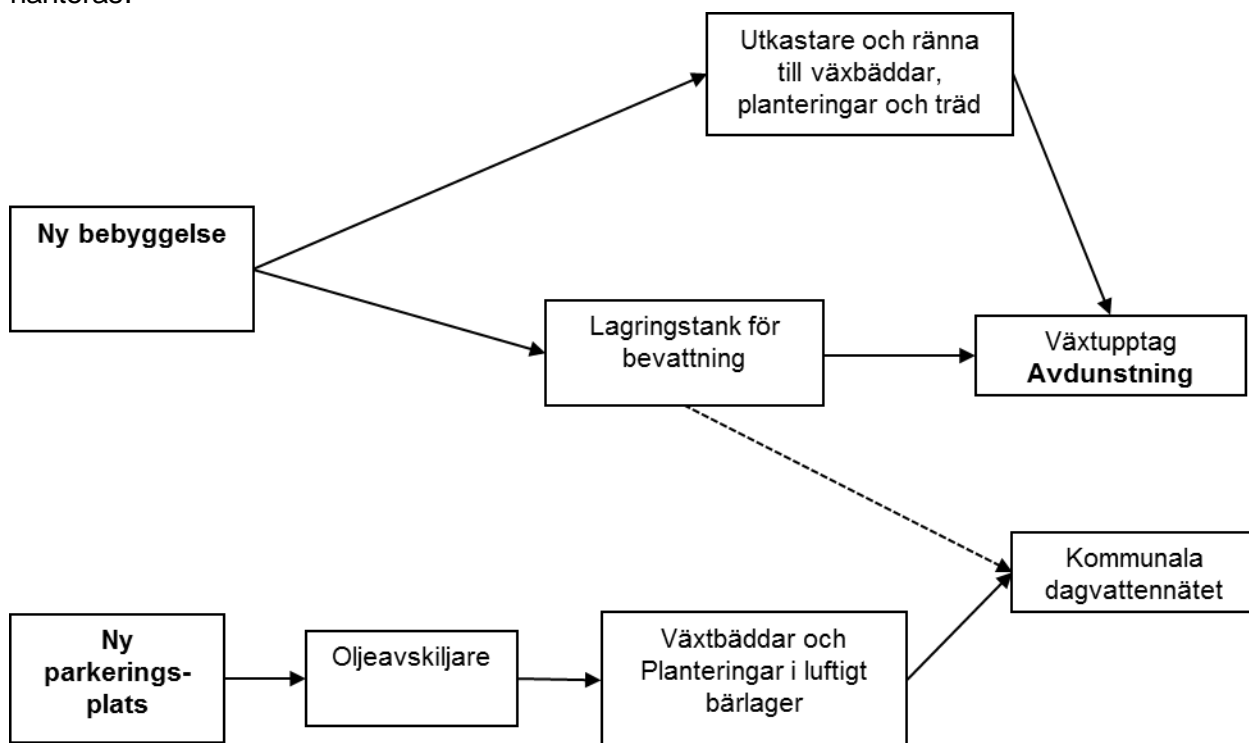 hanteras.
Utkastare och ränna
till växbäddar,
planteringar och träd
Ny bebyggelse
Lagringstank för
bevattning
Växtupptag
Avdunstning
Kommunala
dagvattennätet
Ny
parkerings-
plats
Oljeavskiljare
Växtbäddar och
Planteringar i luftigt
bärlager